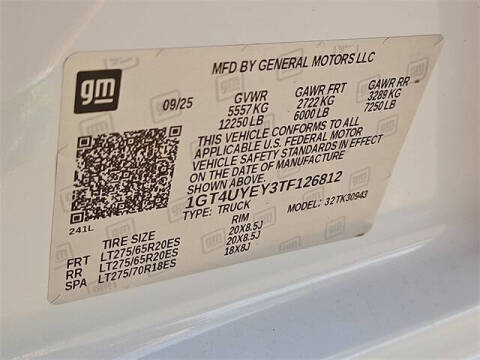 gm
MFD BY GENERAL MOTORS LLC
09/25 GVWR GAWR FRT GAWR RR
5557 KG 2722 KG 3289 KG
12250 LB 6000 LB 7250 LB
THIS VEHICLE CONFORMS TO ALL
APPLICABLE U.S. FEDERAL MOTOR
VEHICLE SAFETY STANDARDS IN EFFECT
ON THE DATE OF MANUFACTURE
SHOWN ABOVE.
1GT4UYEY3TF126812
TYPE: TRUCK MODEL: 32TK30943
241L
TIRE SIZE RIM
FRT LT275/65R20ES 20X8.5J
RR LT275/65R20ES 20X8.5J
SPA LT275/70R18ES 18X8J